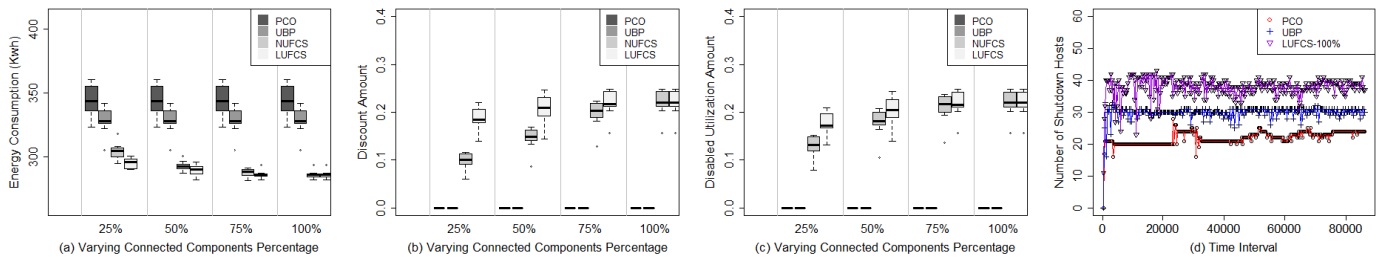 Energy Consumption (Kwh)
300
350
400
PCO
UBP
NUFCS
LUFCS
25%
50%
75%
100%
(a) Varying Connected Components Percentage
Discount Amount
0.0
0.1
0.2
0.3
0.4
PCO
UBP
NUFCS
LUFCS
25%
50%
75%
100%
(b) Varying Connected Components Percentage
Disabled Utilization Amount
0.0
0.1
0.2
0.3
0.4
PCO
UBP
NUFCS
LUFCS
25%
50%
75%
100%
(c) Varying Connected Components Percentage
Number of Shutdown Hosts
0
10
20
30
40
50
60
PCO
UBP
LUFCS-100%
0
20000
40000
60000
80000
(d) Time Interval